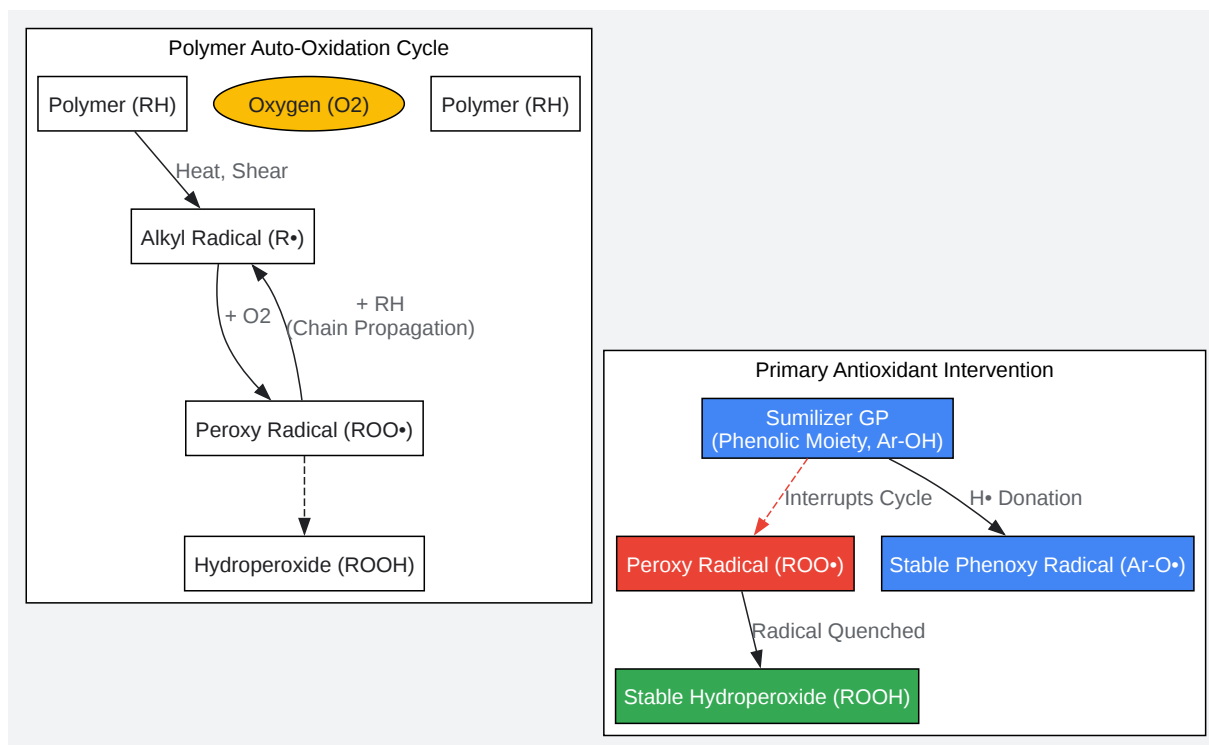 Polymer Auto-Oxidation Cycle
Polymer (RH)
Oxygen (O2)
Polymer (RH)
Heat, Shear
Alkyl Radical (R•)
+ O2
+ RH
(Chain Propagation)
Peroxy Radical (ROO•)
Hydroperoxide (ROOH)
Primary Antioxidant Intervention
Sumilizer GP
(Phenolic Moiety, Ar-OH)
Interrupts Cycle
H• Donation
Peroxy Radical (ROO•)
Stable Phenoxy Radical (Ar-O•)
Radical Quenched
Stable Hydroperoxide (ROOH)